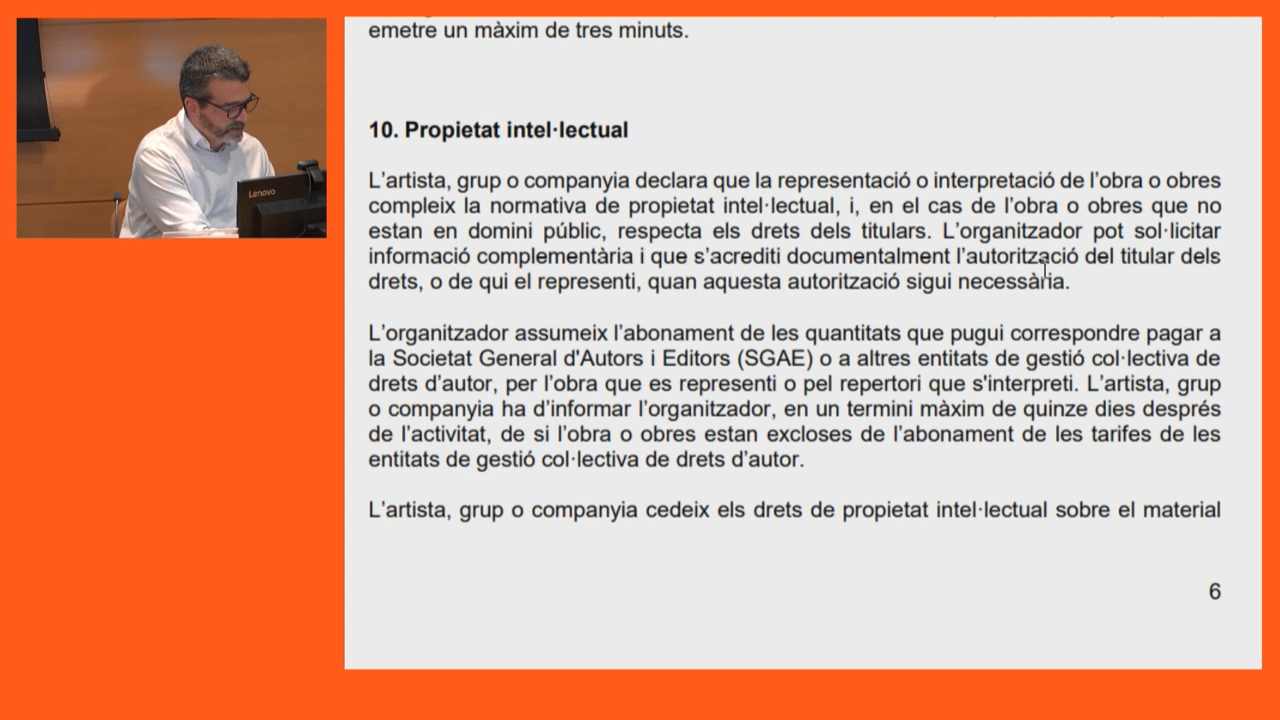 Lenovo
emetre un màxim de tres minuts.
10. Propietat intel·lectual
L’artista, grup o companyia declara que la representació o interpretació de l’obra o obres
compleix la normativa de propietat intel·lectual, i, en el cas de l’obra o obres que no
estan en domini públic, respecta els drets dels titulars. L’organitzador pot sol·licitar
informació complementària i que s’acrediti documentalment l’autorització del titular dels
drets, o de qui el representi, quan aquesta autorització sigui necessària.
L’organitzador assumeix l’abonament de les quantitats que pugui correspondre pagar a
la Societat General d'Autors i Editors (SGAE) o a altres entitats de gestió col·lectiva de
drets d’autor, per l’obra que es representi o pel repertori que s'interpreti. L’artista, grup
o companyia ha d’informar l’organitzador, en un termini màxim de quinze dies després
de l’activitat, de si l’obra o obres estan excloses de l’abonament de les tarifes de les
entitats de gestió col·lectiva de drets d’autor.
L’artista, grup o companyia cedeix els drets de propietat intel·lectual sobre el material
6